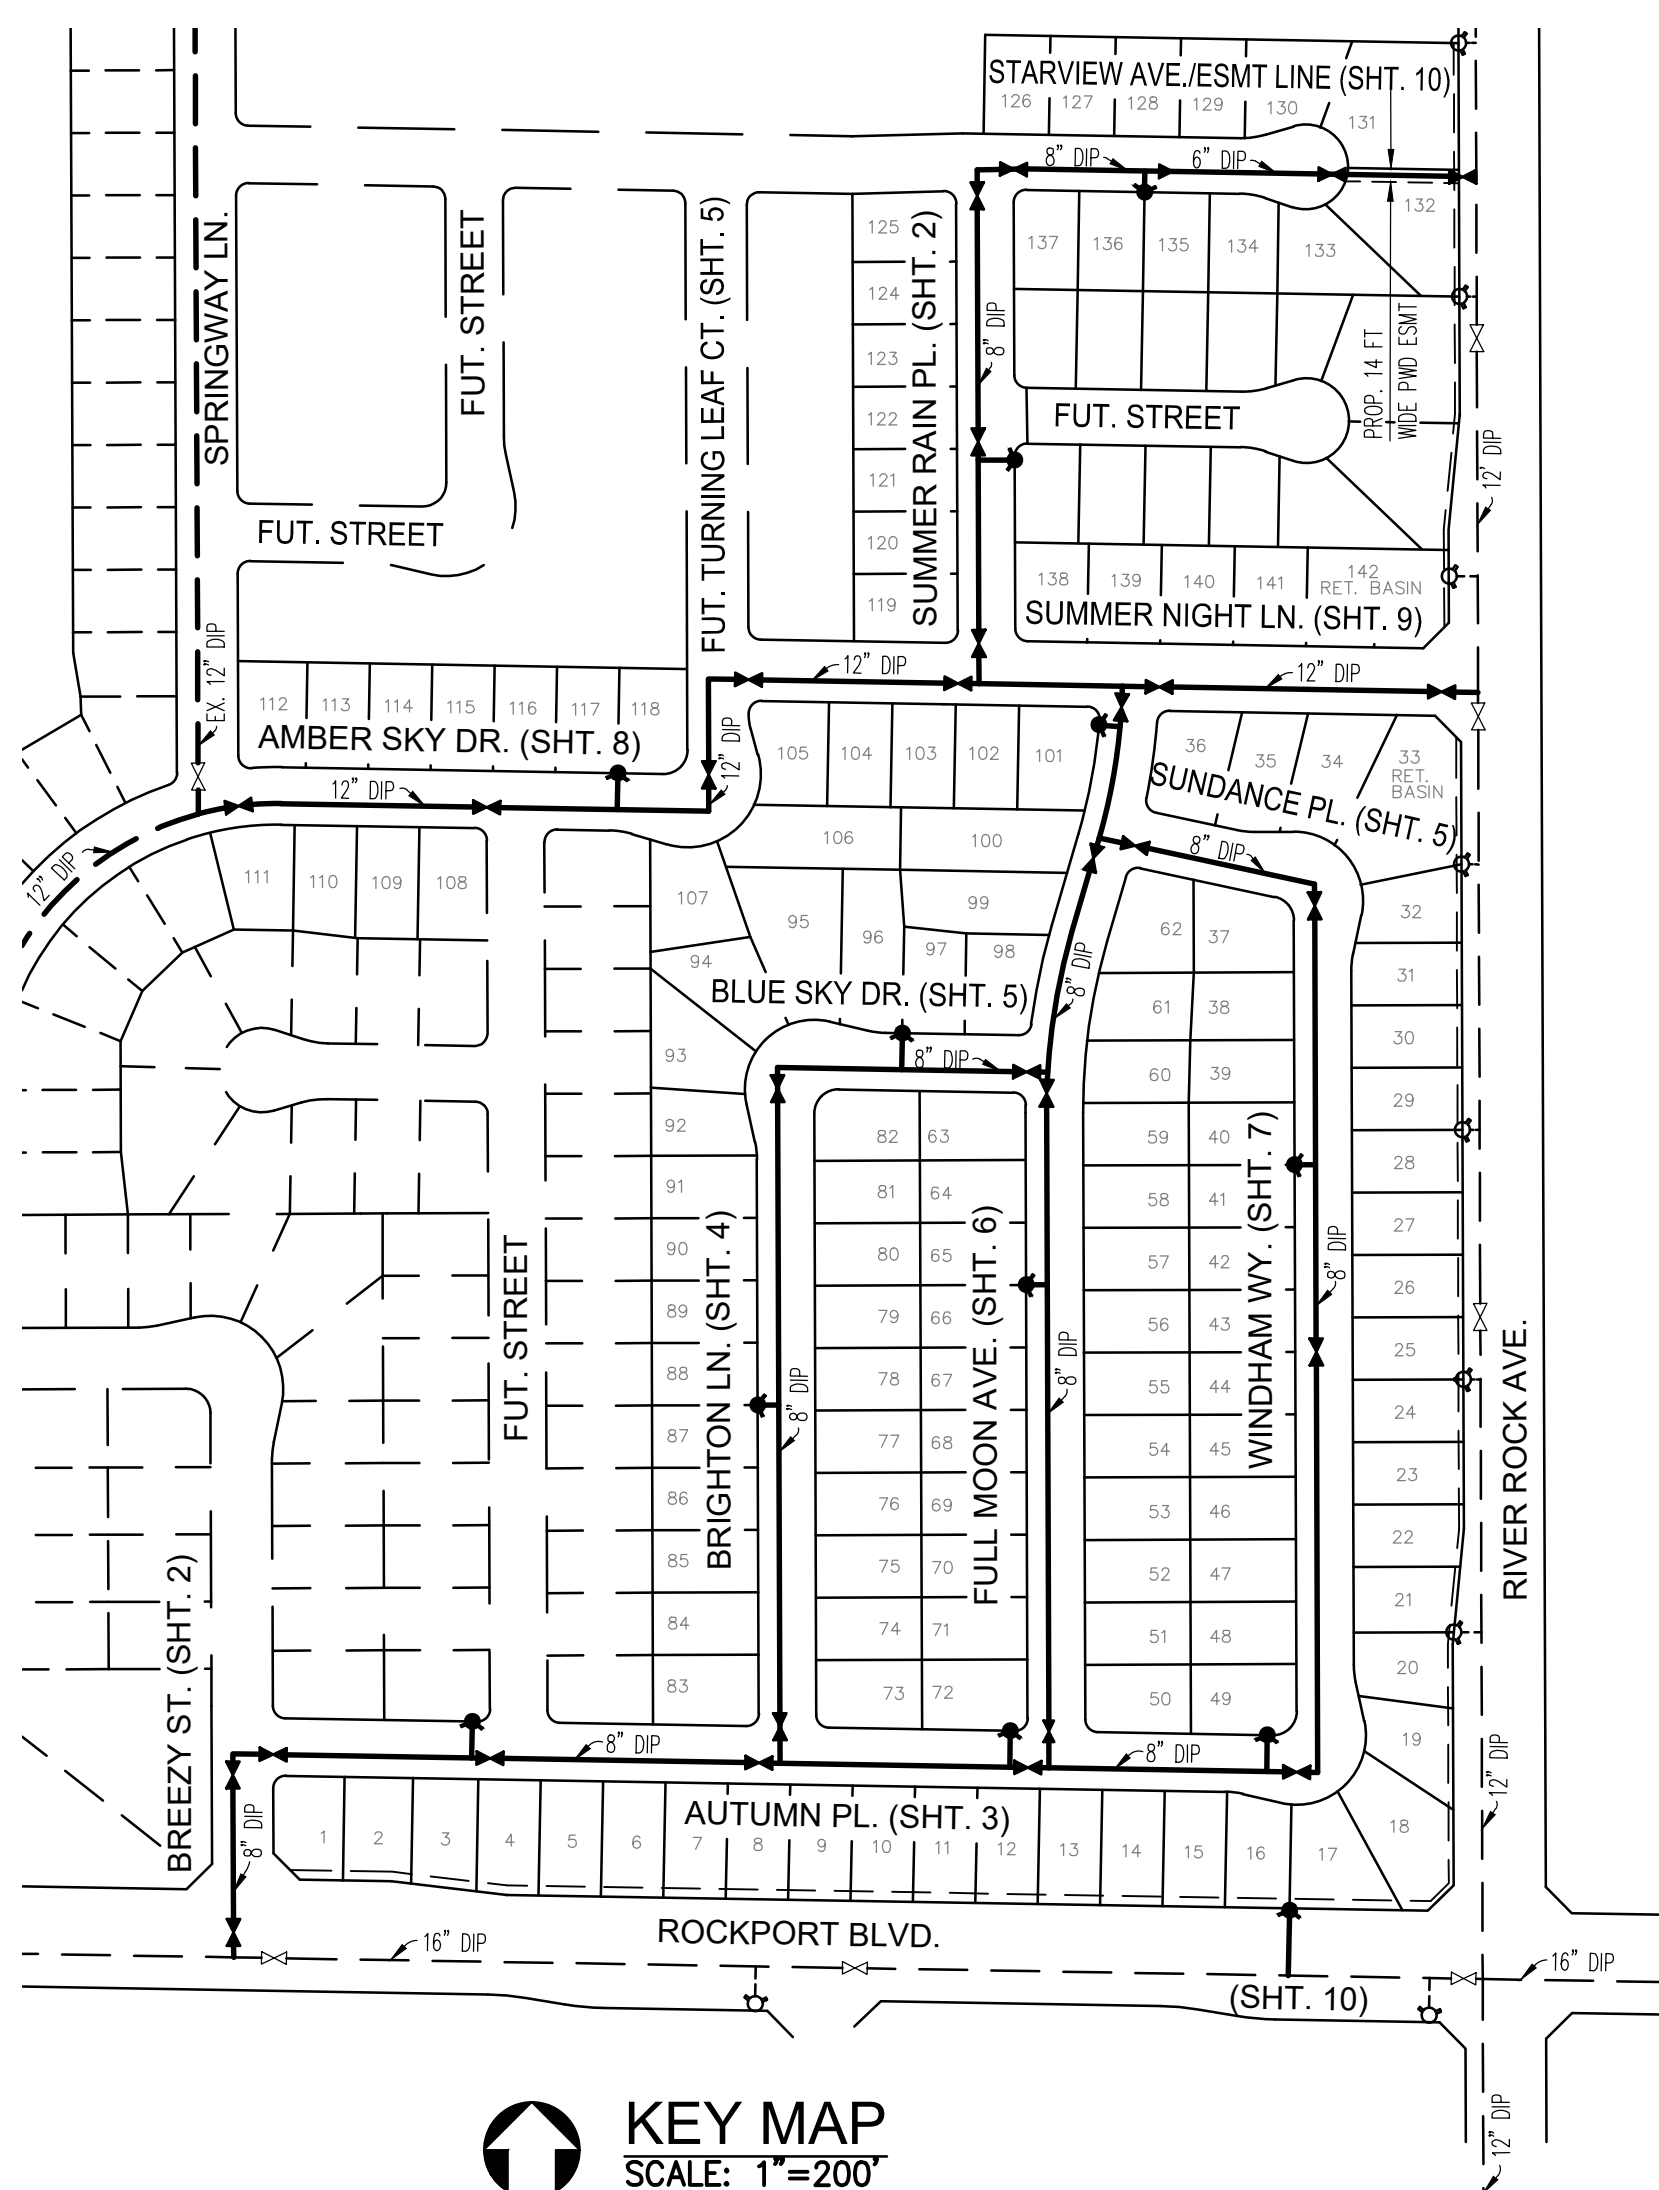 STARVIEW AVE./ESMT LINE (SHT. 10)
126 127 128 129 130 131
8" DIP
6" DIP
132
137 136 135 134 133
125
124
123
122
121
120
119
SPRINGWAY LN.
FUT. STREET
FUT. TURNING LEAF CT. (SHT. 5)
SUMMER RAIN PL. (SHT. 2)
8" DIP
FUT. STREET
PROP. 14 FT
WIDE PWD ESMT
12' DIP
FUT. STREET
138 139 140 141 142
RET. BASIN
SUMMER NIGHT LN. (SHT. 9)
EX. 12" DIP
12" DIP
12" DIP
112 113 114 115 116 117 118
AMBER SKY DR. (SHT. 8)
12" DIP
12" DIP
105 104 103 102 101
36 35 34 33
RET.
BASIN
SUNDANCE PL. (SHT. 5)
12" DIP
106 100
8" DIP
111 110 109 108
107
99
95 96 97 98
94
62 37
32
BLUE SKY DR. (SHT. 5)
8" DIP
61 38
31
93
8" DIP
60 39
30
92
82 63
59 40
29
91
81 64
58 41
28
90
80 65
57 42
27
89
79 66
56 43
26
88
78 67
55 44
25
87
77 68
54 45
24
86
76 69
53 46
23
85
75 70
52 47
22
84
74 71
51 48
21
83
73 72
50 49
20
19
FUT. STREET
BRIGHTON LN. (SHT. 4)
8" DIP
FULL MOON AVE. (SHT. 6)
8" DIP
WINDHAM WY. (SHT. 7)
8" DIP
RIVER ROCK AVE.
BREEZY ST. (SHT. 2)
8" DIP
8" DIP
8" DIP
12" DIP
AUTUMN PL. (SHT. 3)
1 2 3 4 5 6 7 8 9 10 11 12 13 14 15 16 17 18
ROCKPORT BLVD.
16" DIP
16" DIP
(SHT. 10)
12" DIP
KEY MAP
SCALE: 1"=200'